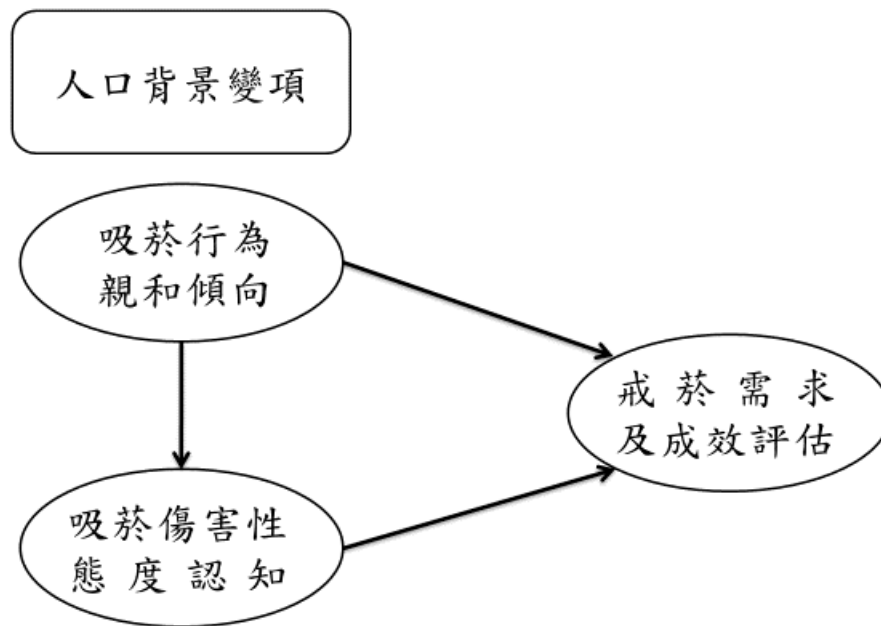 人口背景變項
吸菸行為
親和傾向
戒菸需求
及成效評估
吸菸傷害性
態度認知